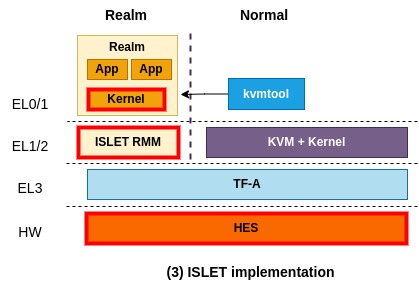 Realm Normal
Realm
App App
Kernel
kvmtool
EL0/1
EL1/2
ISLET RMM
KVM + Kernel
EL3
TF-A
HW
HES
(3) ISLET implementation